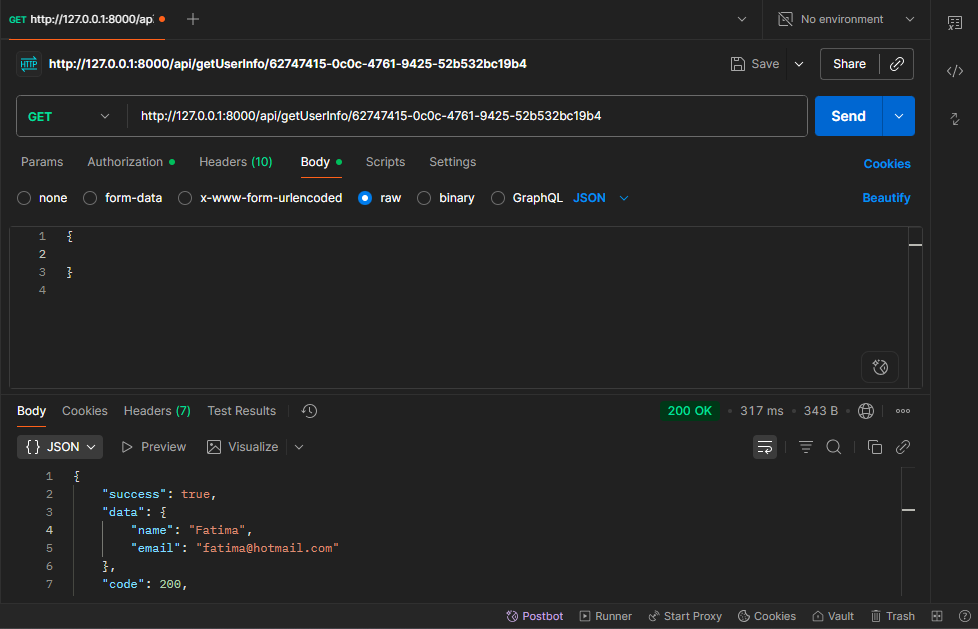 GET http://127.0.0.1:8000/api
No environment
HTTP http://127.0.0.1:8000/api/getUserInfo/62747415-0c0c-4761-9425-52b532bc19b4 Save Share
GET http://127.0.0.1:8000/api/getUserInfo/62747415-0c0c-4761-9425-52b532bc19b4 Send
Params Authorization Headers (10) Body Scripts Settings Cookies
none form-data x-www-form-urlencoded raw binary GraphQL JSON Beautify
1 {
2
3 }
4
Body Cookies Headers (7) Test Results 200 OK • 317 ms • 343 B •
{} JSON Preview Visualize
1 {
2 "success": true,
3 "data": {
4 "name": "Fatima",
5 "email": "fatima@hotmail.com"
6 },
7 "code": 200,
Postbot Runner Start Proxy Cookies Vault Trash